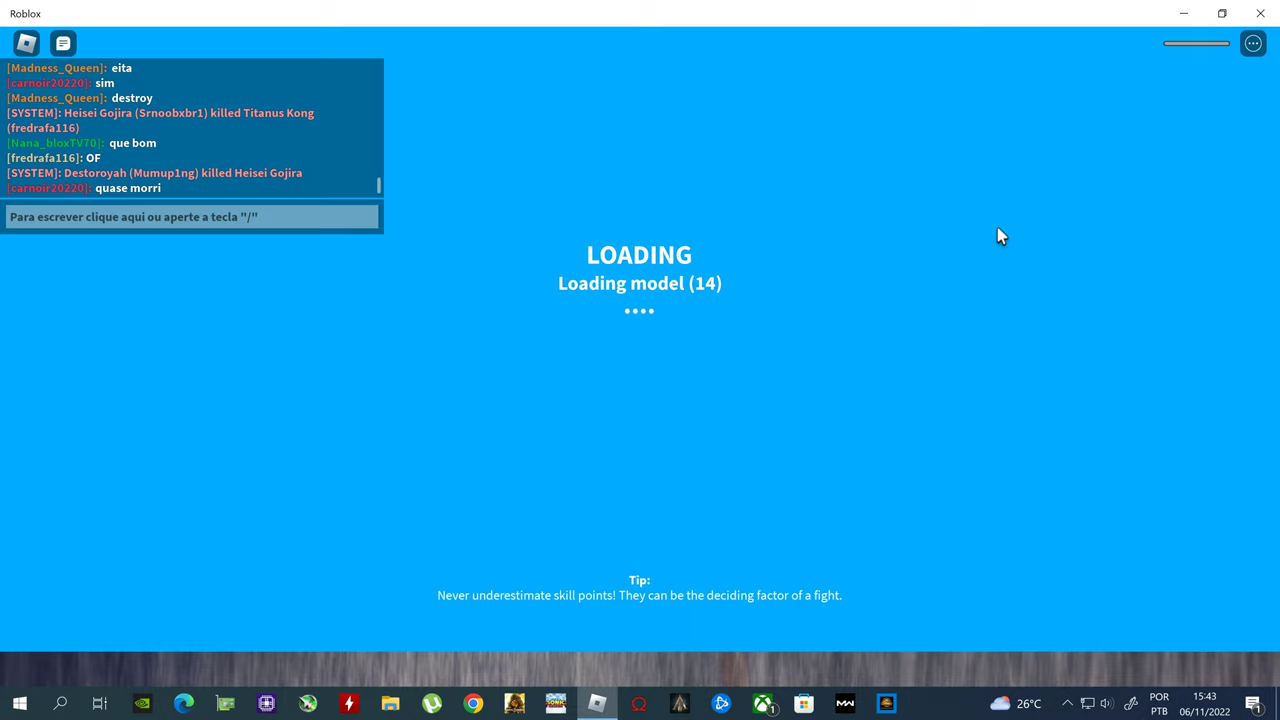 Roblox
[Madness_Queen]: eita
[carnoir20220]: sim
[Madness_Queen]: destroy
[SYSTEM]: Heisei Gojira (Srnoobxbr1) killed Titanus Kong
(fredrafa116)
[Nana_bloxTV70]: que bom
[fredrafa116]: OF
[SYSTEM]: Destoroyah (Mumup1ng) killed Heisei Gojira
[carnoir20220]: quase morri
Para escrever clique aqui ou aperte a tecla "/"
LOADING
Loading model (14)
Tip:
Never underestimate skill points! They can be the deciding factor of a fight.
26°C
POR
PTB
15:43
06/11/2022